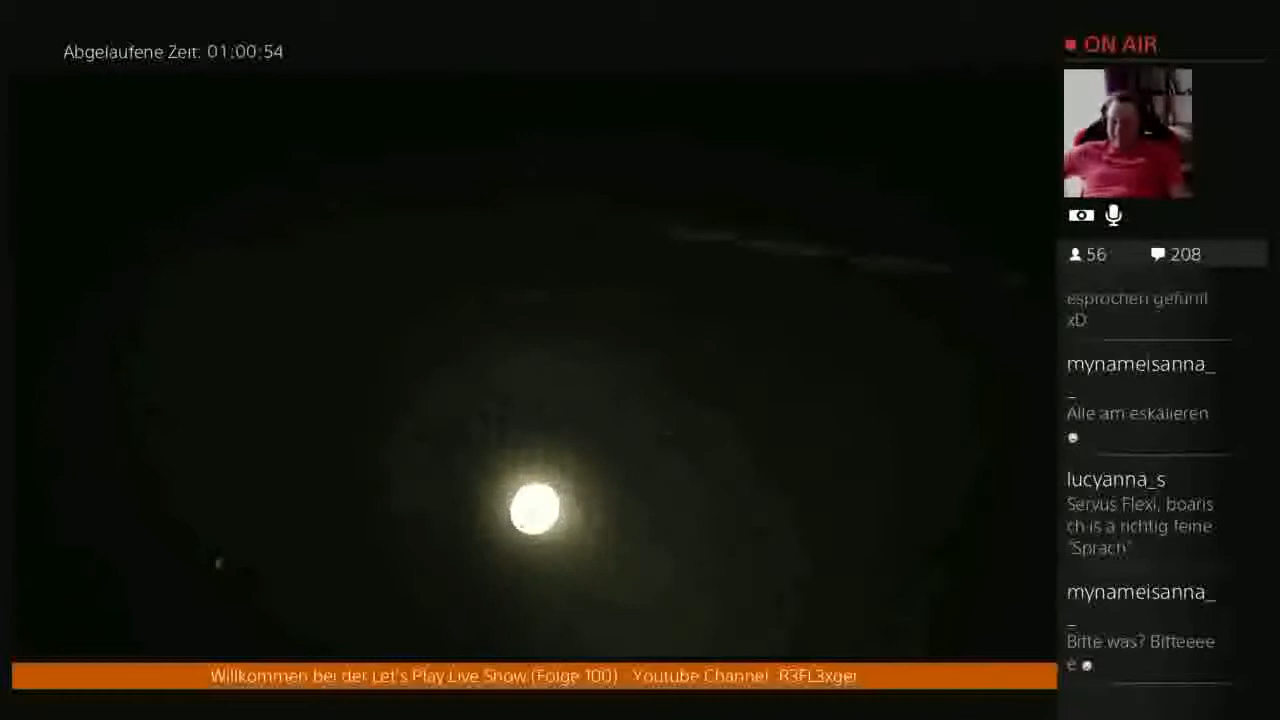 Abgelaufene Zeit: 01:00:54
ON AIR
56 208
esprochen gefühlt
xD
mynameisanna_
_
Alle am eskalieren
lucyanna_s
Servus Flexi, boaris
ch is a richtig feine
"Sprach"
mynameisanna_
_
Bitte was? Bitteeee
e
Willkommen bei der Let's Play Live Show (Folge 100) - Youtube Channel: R3FL3xger